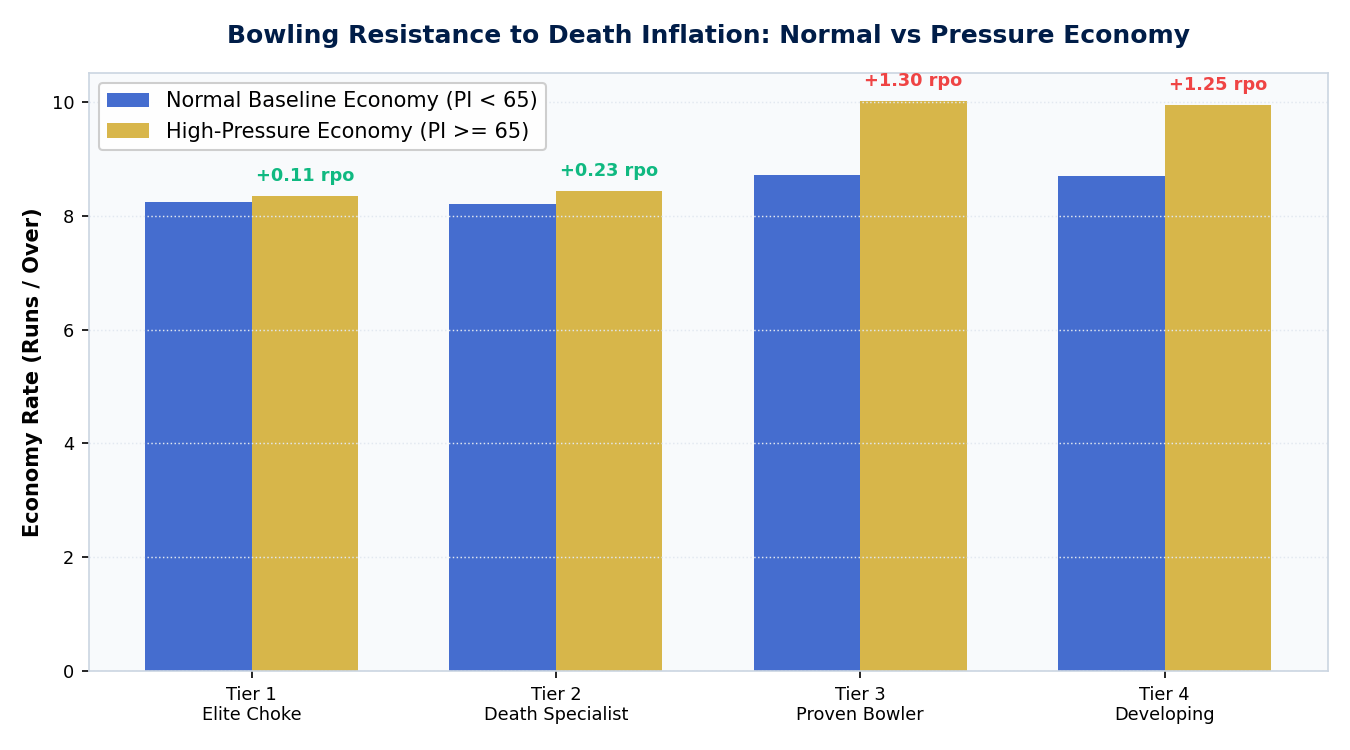 Bowling Resistance to Death Inflation: Normal vs Pressure Economy
Normal Baseline Economy (PI < 65)
High-Pressure Economy (PI >= 65)
+0.11 rpo
+0.23 rpo
+1.30 rpo
+1.25 rpo
Economy Rate (Runs / Over)
10
8
6
4
2
0
Tier 1
Elite Choke
Tier 2
Death Specialist
Tier 3
Proven Bowler
Tier 4
Developing